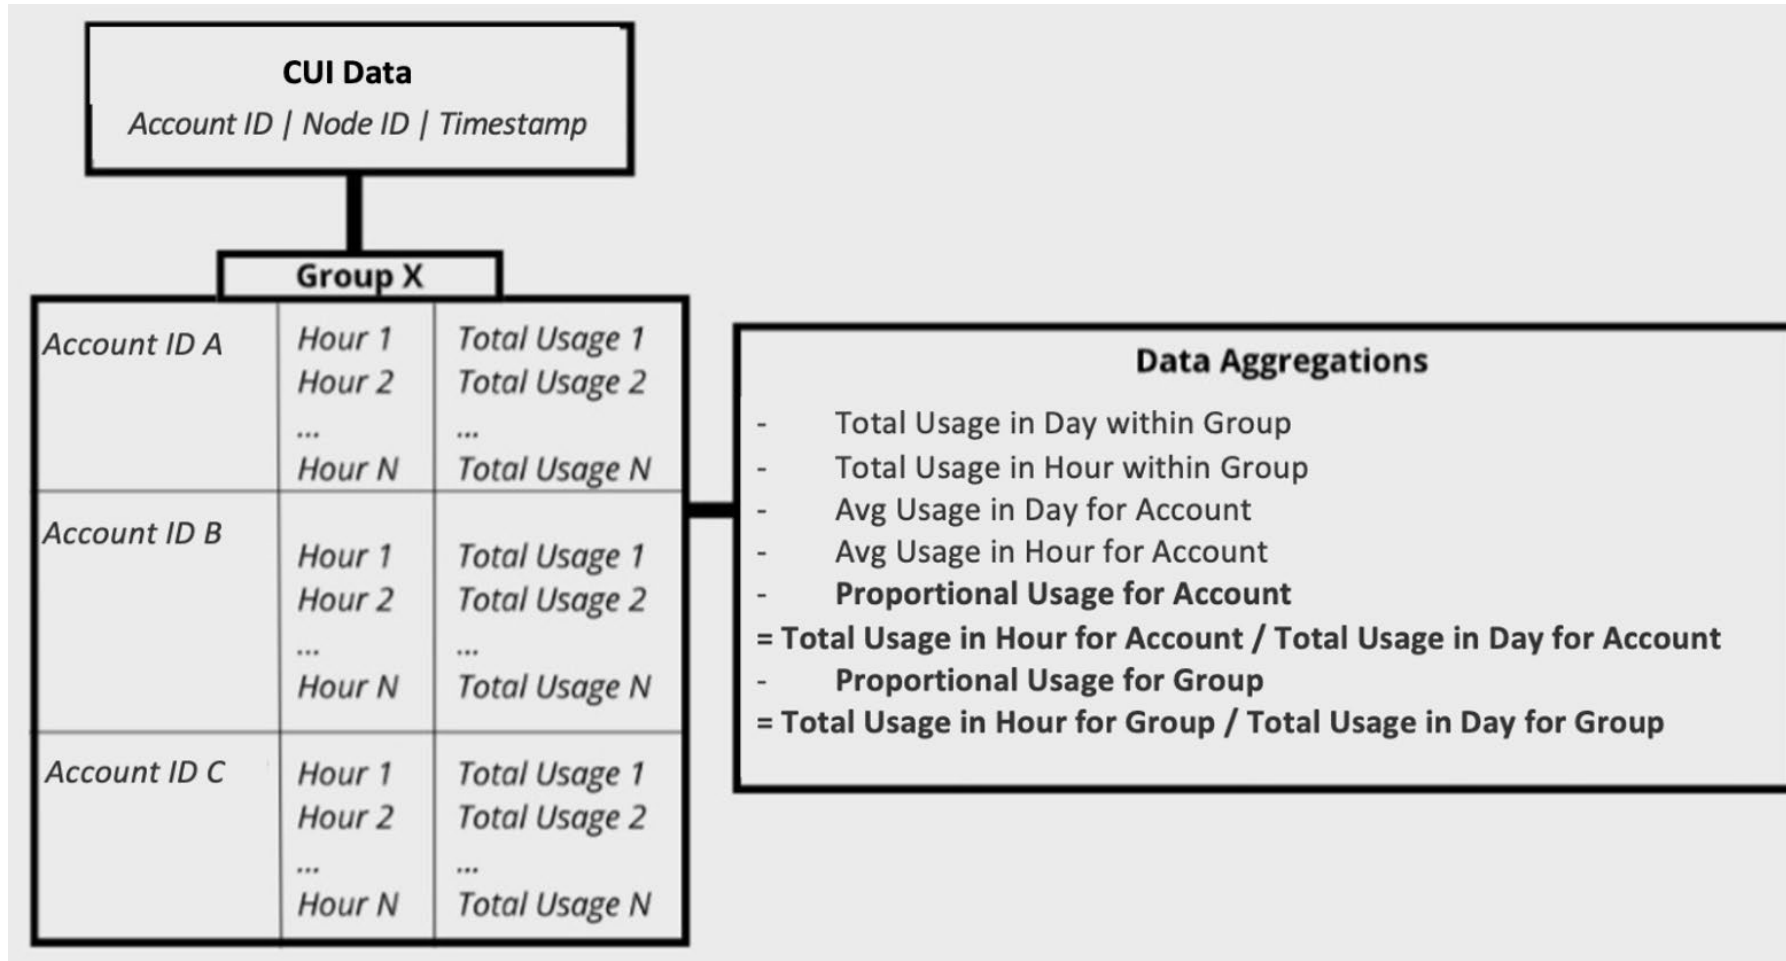 CUI Data
Account ID | Node ID | Timestamp
Group X
Account ID A
Hour 1 Total Usage 1
Hour 2 Total Usage 2
... ...
Hour N Total Usage N
Account ID B
Hour 1 Total Usage 1
Hour 2 Total Usage 2
... ...
Hour N Total Usage N
Account ID C
Hour 1 Total Usage 1
Hour 2 Total Usage 2
... ...
Hour N Total Usage N
Data Aggregations
- Total Usage in Day within Group
- Total Usage in Hour within Group
- Avg Usage in Day for Account
- Avg Usage in Hour for Account
- Proportional Usage for Account
= Total Usage in Hour for Account / Total Usage in Day for Account
- Proportional Usage for Group
= Total Usage in Hour for Group / Total Usage in Day for Group